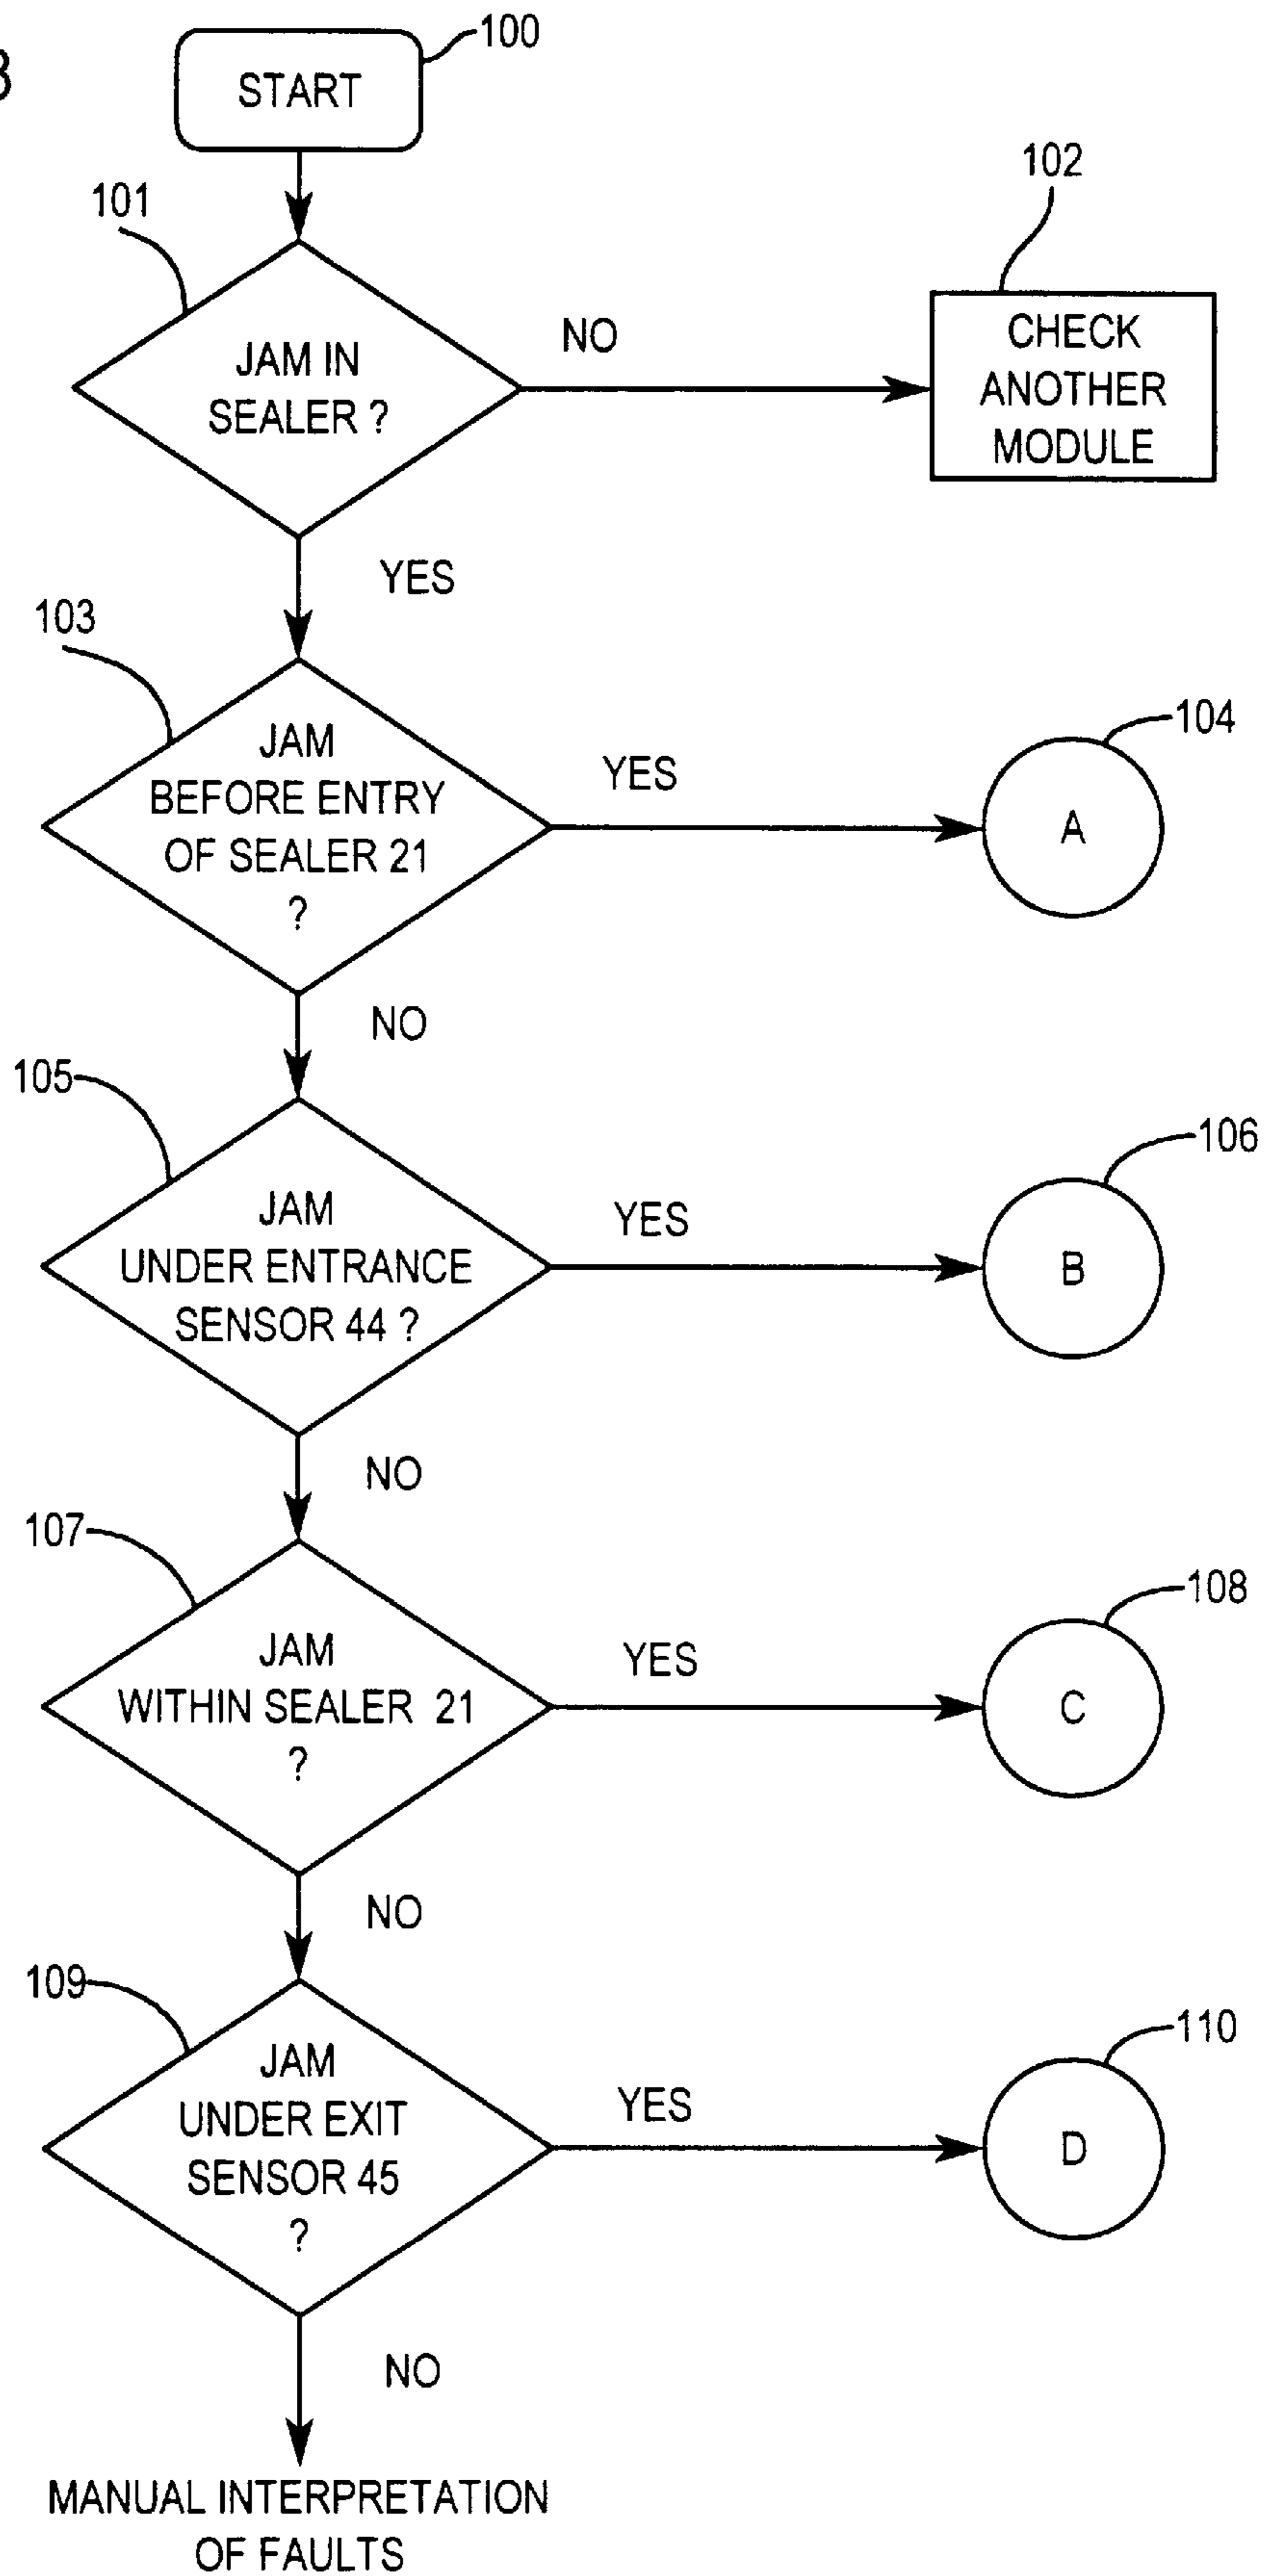 100
START
101
102
JAM IN
SEALER ?
NO
CHECK
ANOTHER
MODULE
YES
103
JAM
BEFORE ENTRY
OF SEALER 21
?
YES
104
A
NO
105
JAM
UNDER ENTRANCE
SENSOR 44 ?
YES
106
B
NO
107
JAM
WITHIN SEALER 21
?
YES
108
C
NO
109
JAM
UNDER EXIT
SENSOR 45
?
YES
110
D
NO
MANUAL INTERPRETATION
OF FAULTS